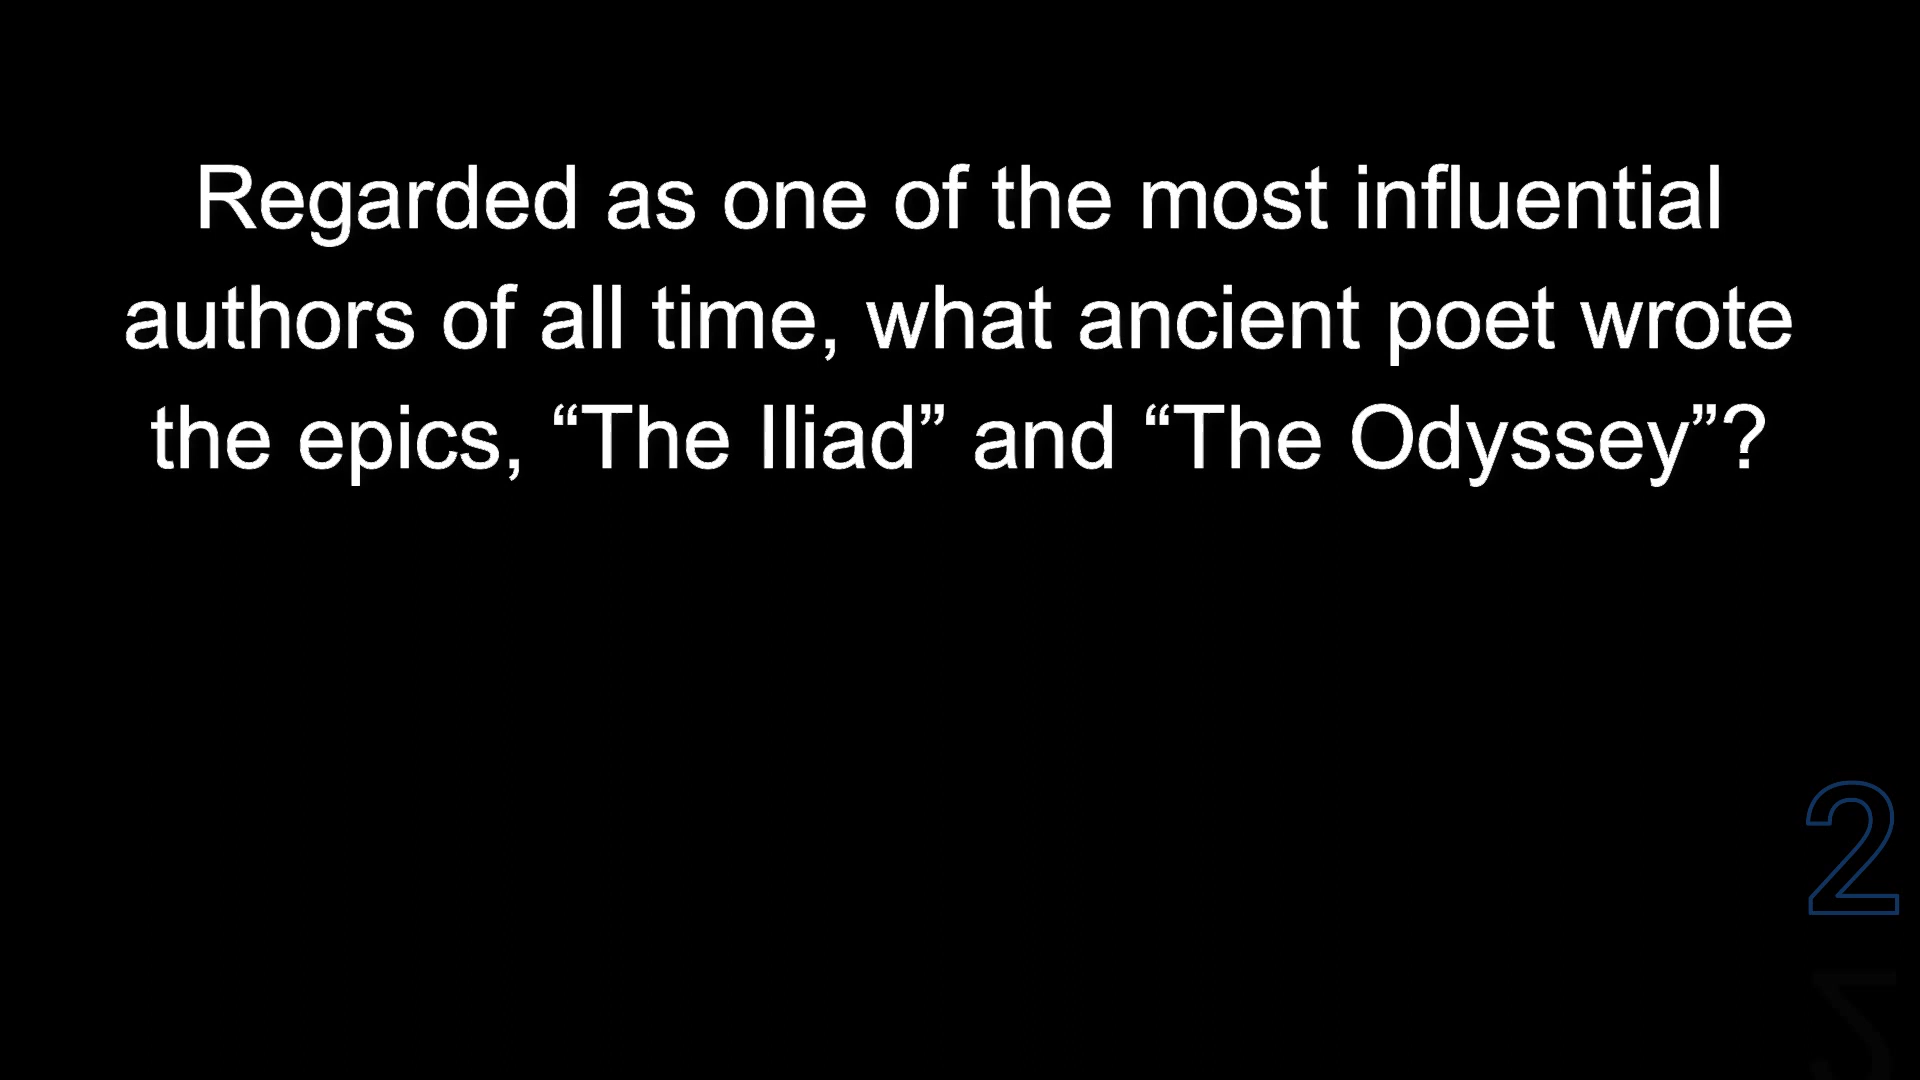 Regarded as one of the most influential
authors of all time, what ancient poet wrote
the epics, “The Iliad” and “The Odyssey”?
2